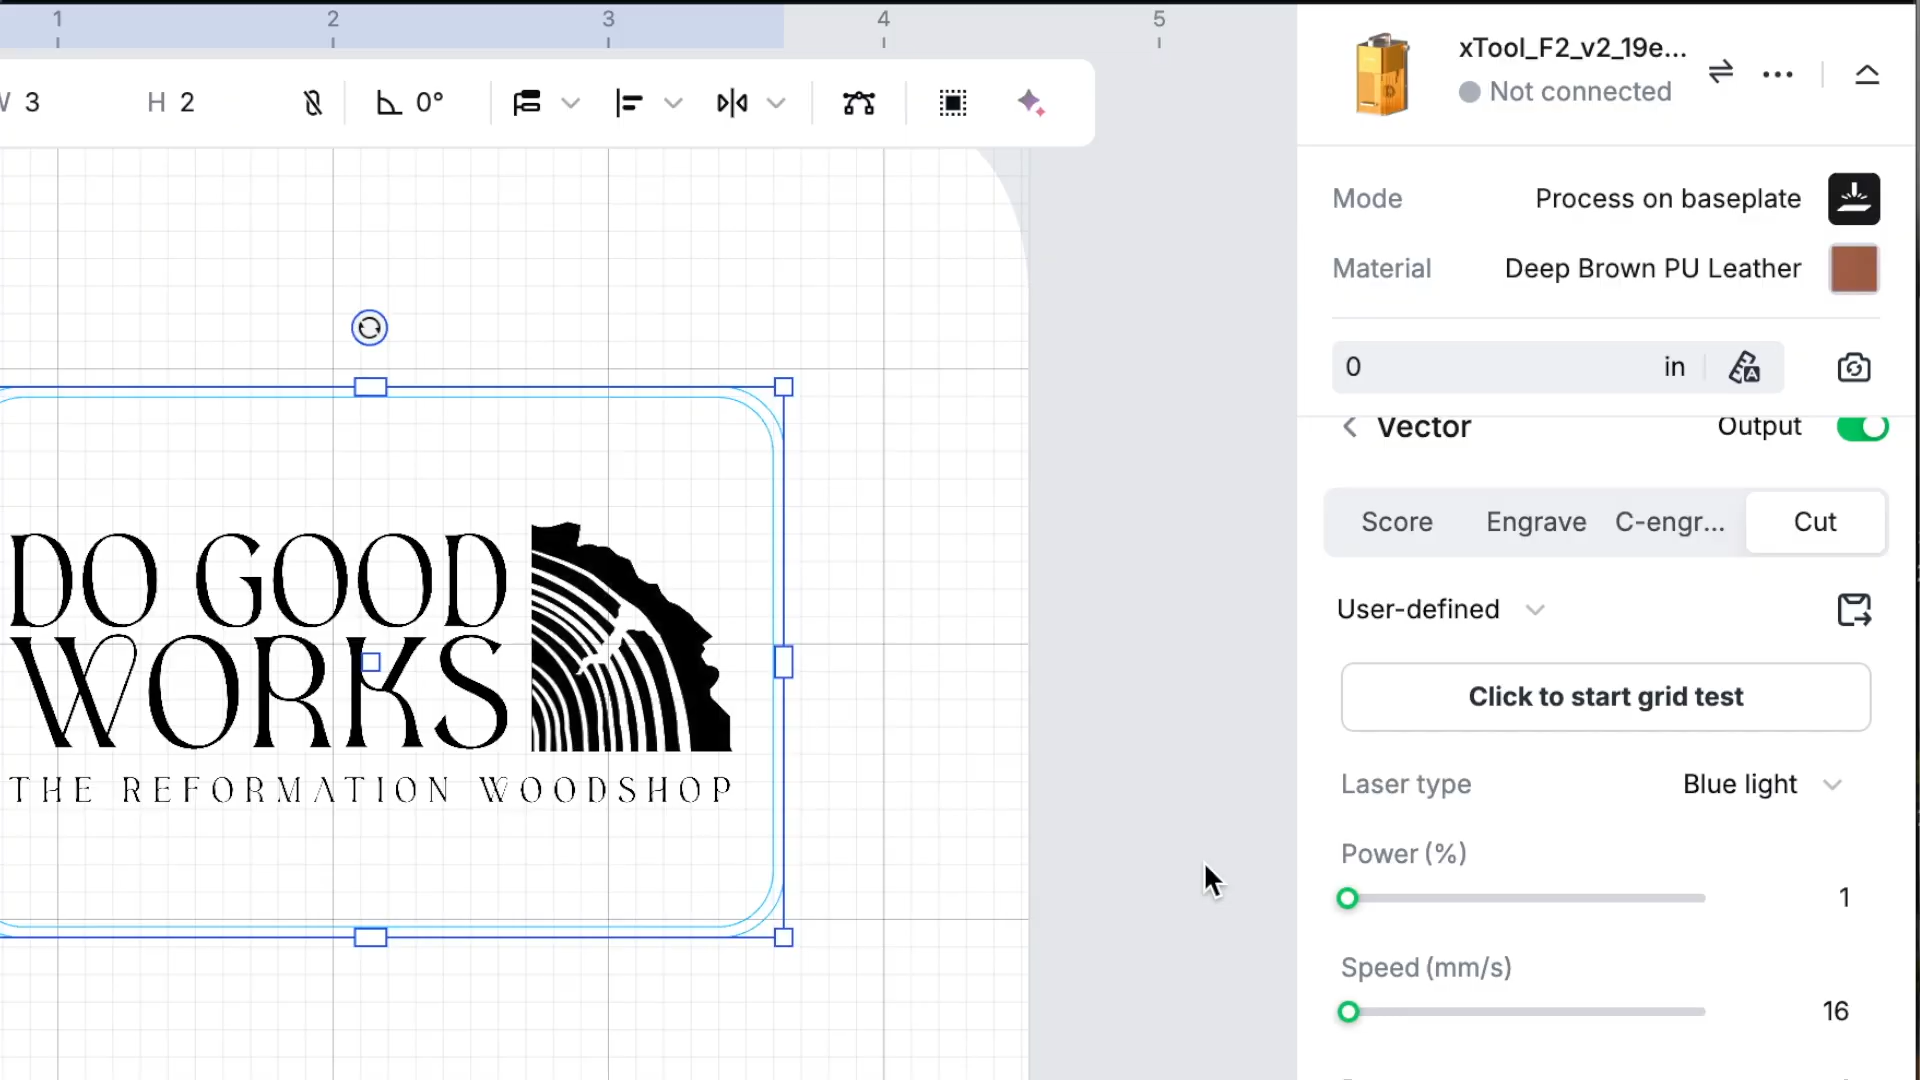 1 2 3 4 5
W 3 H 2 0°
xTool_F2_v2_19e...
Not connected
Mode Process on baseplate
Material Deep Brown PU Leather
0 in
Vector Output
Score Engrave C-engr... Cut
User-defined
Click to start grid test
Laser type Blue light
Power (%)
1
Speed (mm/s)
16
DO GOOD
WORKS
THE REFORMATION WOODSHOP